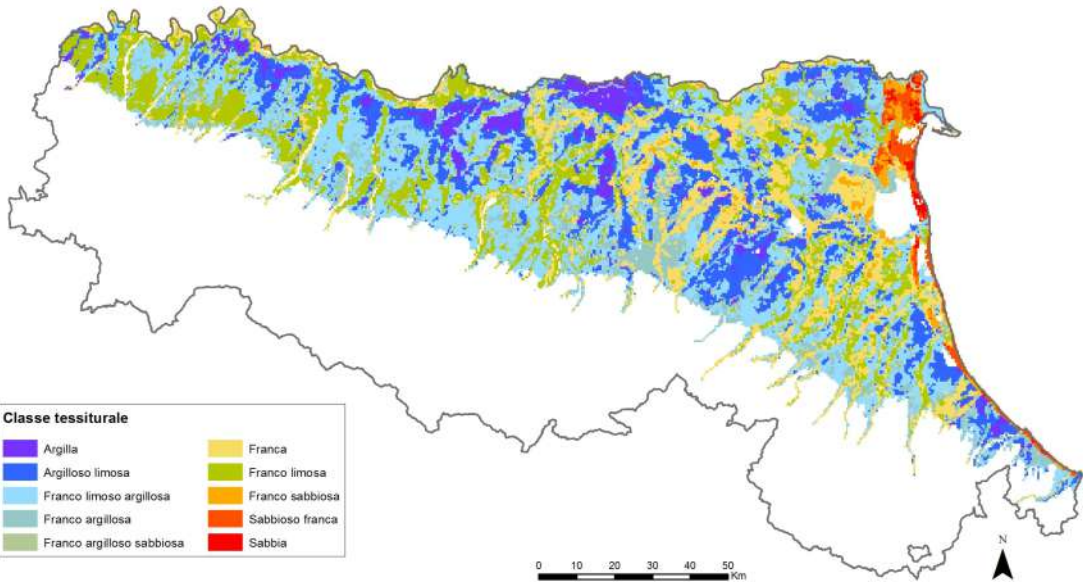 Classe tessiturale
Argilla
Argilloso limosa
Franco limoso argillosa
Franco argillosa
Franco argilloso sabbiosa
Franca
Franco limosa
Franco sabbiosa
Sabbioso franca
Sabbia
0 10 20 30 40 50
Km
N